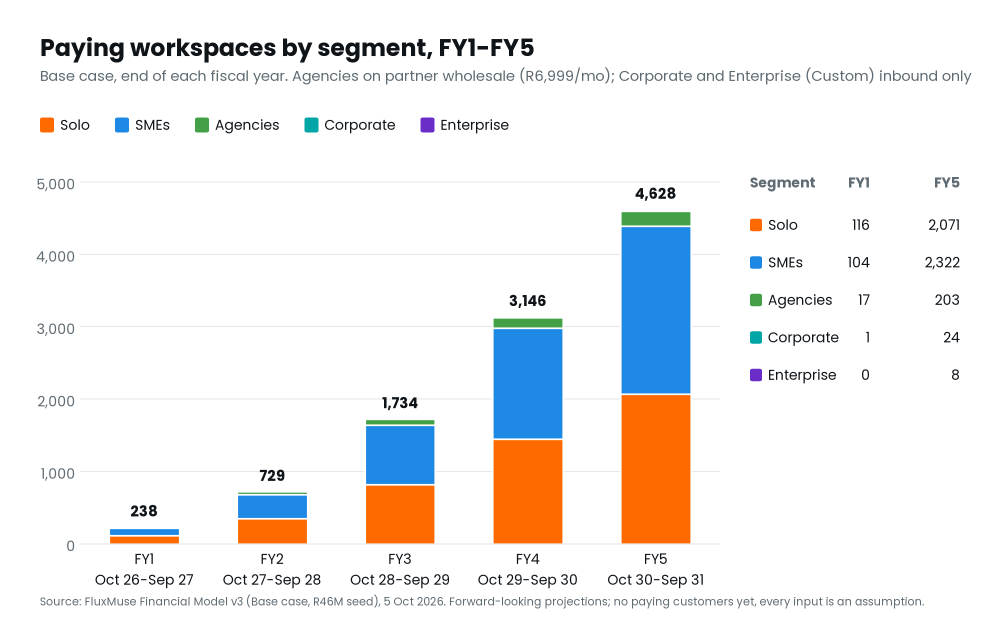 Paying workspaces by segment, FY1–FY5
Base case, end of each fiscal year. Agencies on partner wholesale (R6,999/mo); Corporate and Enterprise (Custom) inbound only
Solo SMEs Agencies Corporate Enterprise
5,000
4,000
3,000
2,000
1,000
0
238
729
1,734
3,146
4,628
FY1 FY2 FY3 FY4 FY5
Oct 26–Sep 27 Oct 27–Sep 28 Oct 28–Sep 29 Oct 29–Sep 30 Oct 30–Sep 31
Segment FY1 FY5
Solo 116 2,071
SMEs 104 2,322
Agencies 17 203
Corporate 1 24
Enterprise 0 8
Source: FluxMuse Financial Model v3 (Base case, R46M seed), 5 Oct 2026. Forward-looking projections; no paying customers yet, every input is an assumption.